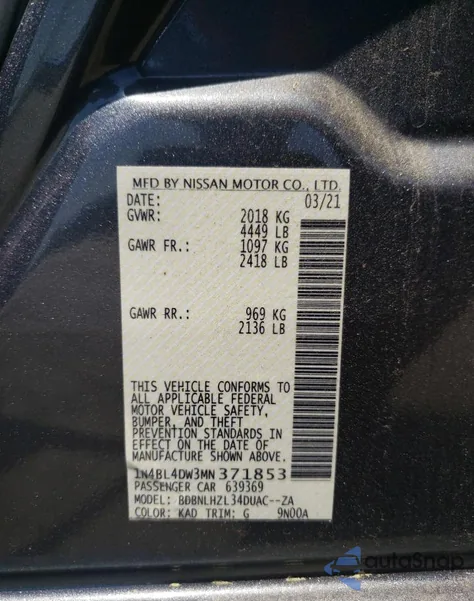 MFD BY NISSAN MOTOR CO., LTD.
DATE: 03/21
GVWR: 2018 KG
4449 LB
GAWR FR.: 1097 KG
2418 LB
GAWR RR.: 969 KG
2136 LB
THIS VEHICLE CONFORMS TO
ALL APPLICABLE FEDERAL
MOTOR VEHICLE SAFETY,
BUMPER, AND THEFT
PREVENTION STANDARDS IN
EFFECT ON THE DATE OF
MANUFACTURE SHOWN ABOVE.
1N4BL4DW3MN371853
PASSENGER CAR 639369
MODEL: BDBNLHZL34DUAC--ZA
COLOR: KAD TRIM: G 9N00A
autoSnap